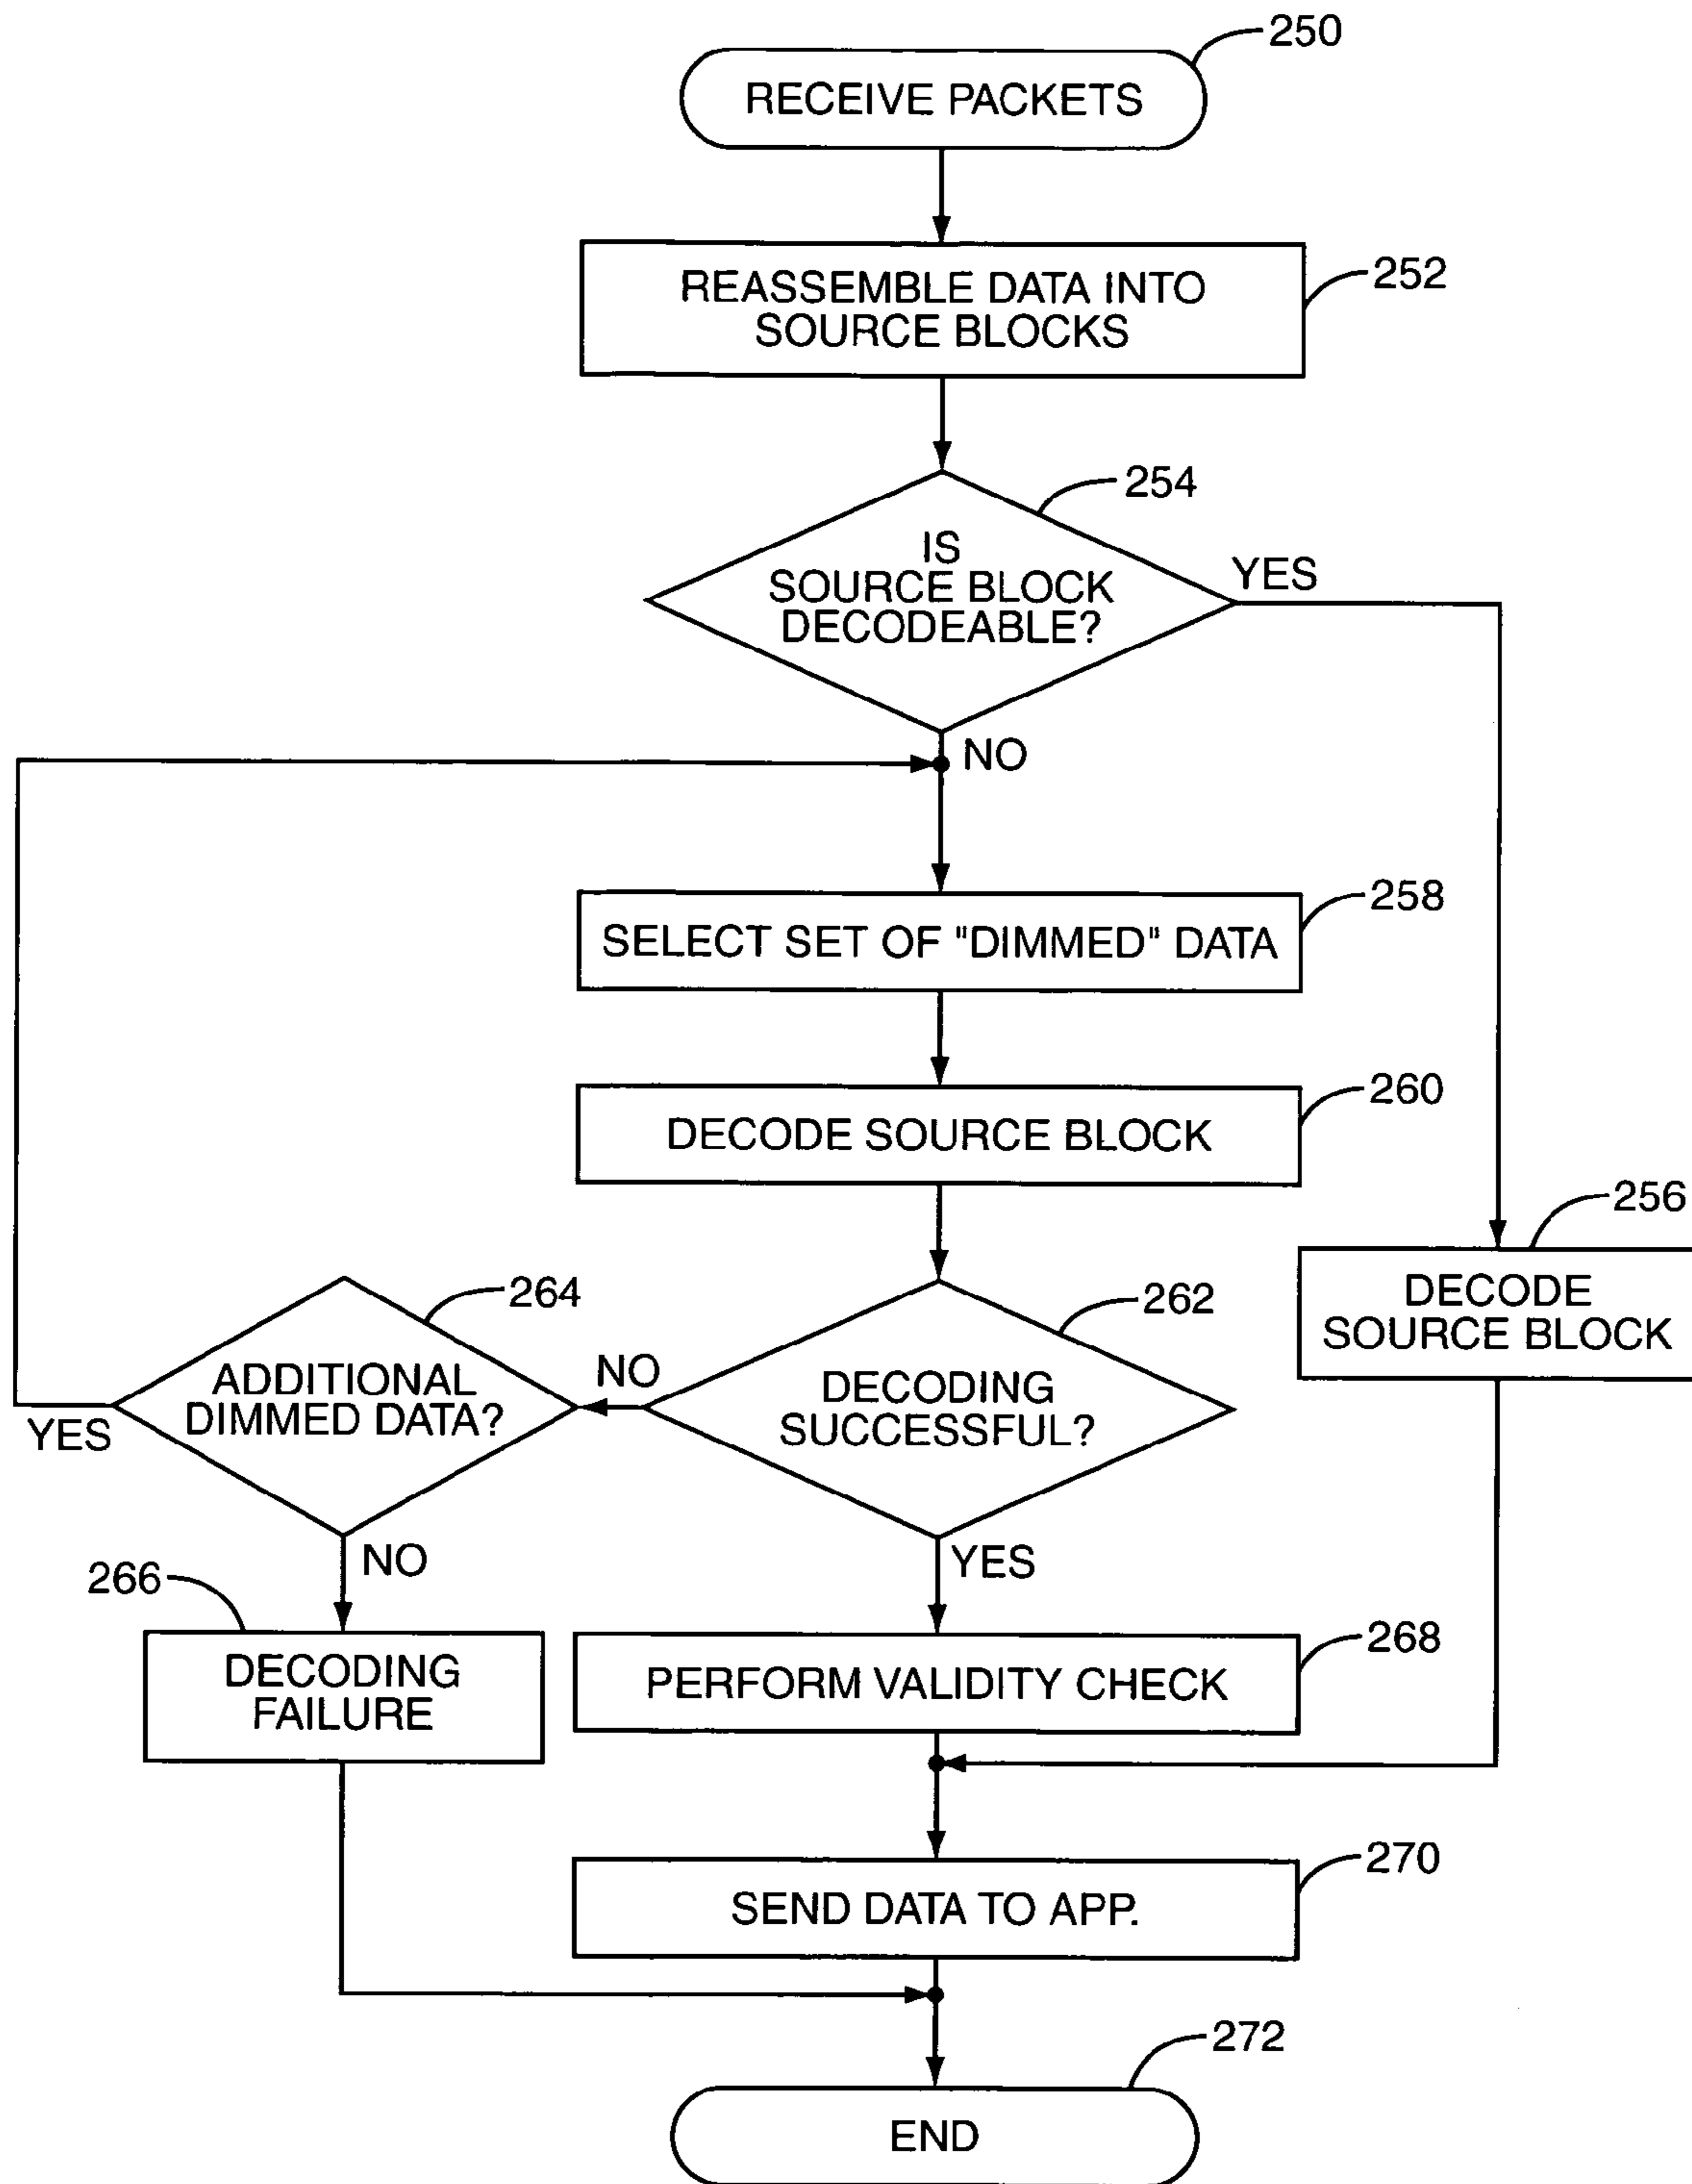 250
RECEIVE PACKETS
252
REASSEMBLE DATA INTO
SOURCE BLOCKS
254
IS
SOURCE BLOCK
DECODEABLE?
YES
NO
258
SELECT SET OF "DIMMED" DATA
260
DECODE SOURCE BLOCK
256
DECODE
SOURCE BLOCK
264
ADDITIONAL
DIMMED DATA?
YES
NO
262
DECODING
SUCCESSFUL?
NO
YES
266
DECODING
FAILURE
268
PERFORM VALIDITY CHECK
270
SEND DATA TO APP.
272
END